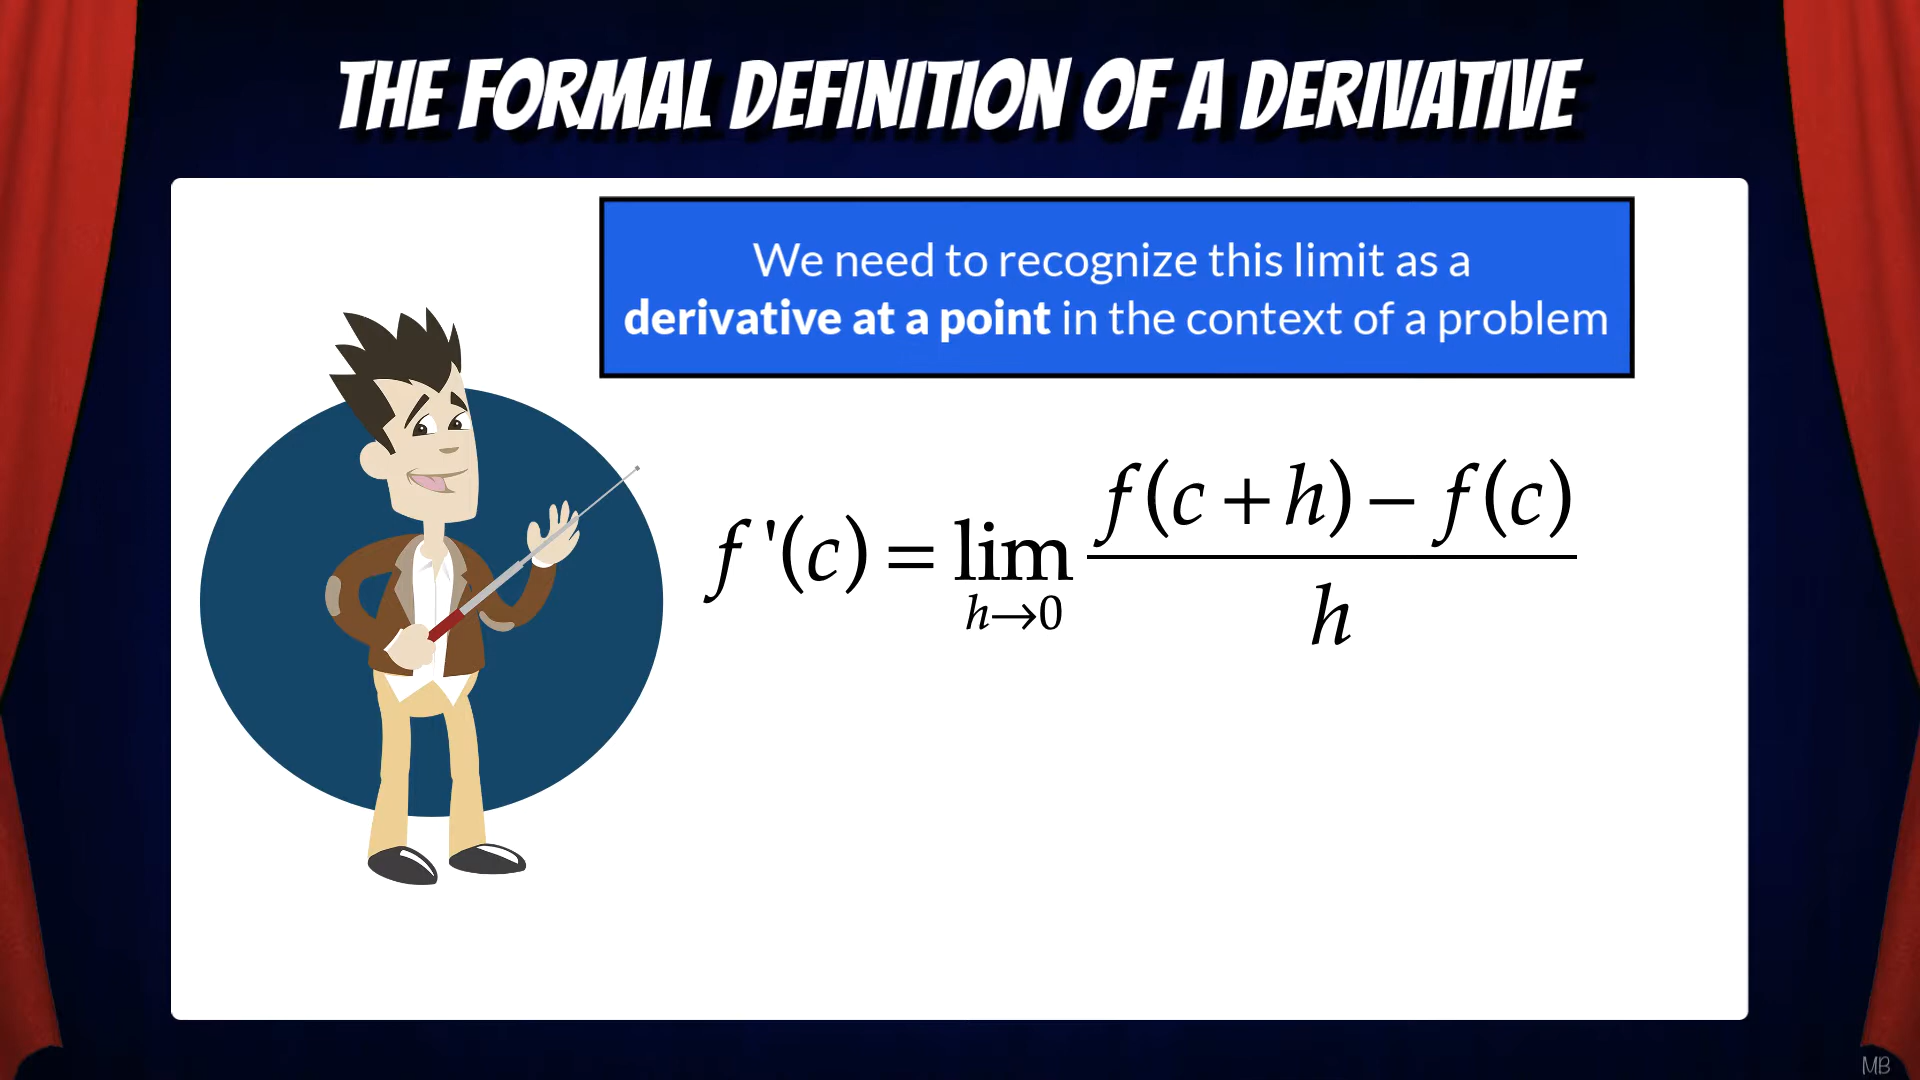 THE FORMAL DEFINITION OF A DERIVATIVE
We need to recognize this limit as a
derivative at a point in the context of a problem
f '(c) = lim h→0 f(c + h) − f(c) / h
MB